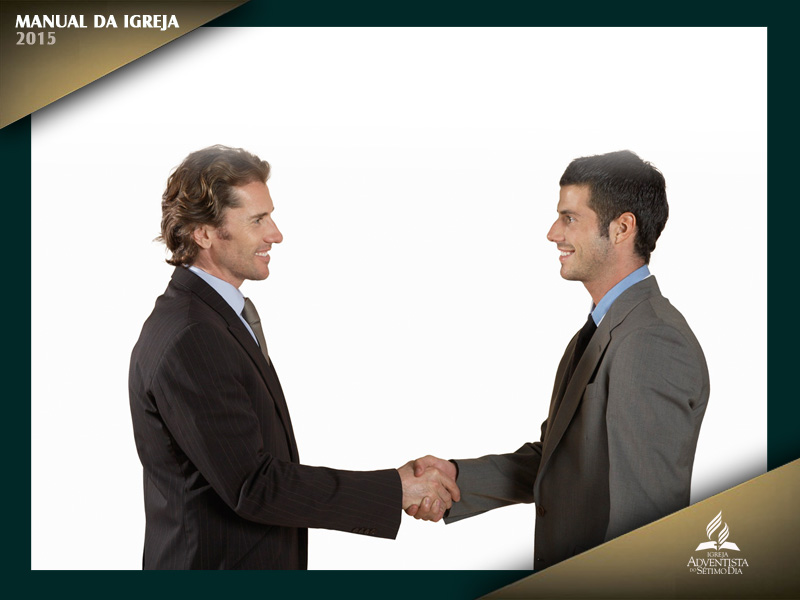 MANUAL DA IGREJA
2015
IGREJA
ADVENTISTA
DO SÉTIMO DIA